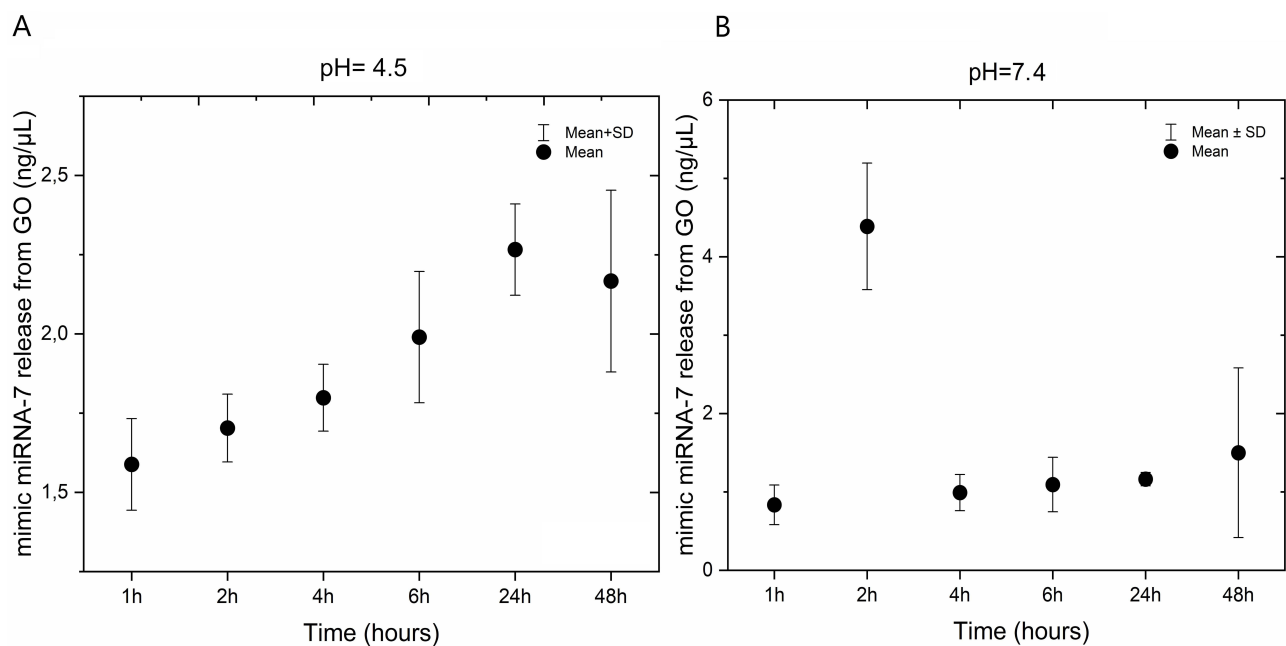 A
pH= 4.5
mimic miRNA-7 release from GO (ng/μL)
Mean+SD
Mean
2,5
2,0
1,5
1h 2h 4h 6h 24h 48h
Time (hours)
B
pH=7.4
mimic miRNA-7 release from GO (ng/μL)
Mean ± SD
Mean
6
4
2
0
1h 2h 4h 6h 24h 48h
Time (hours)